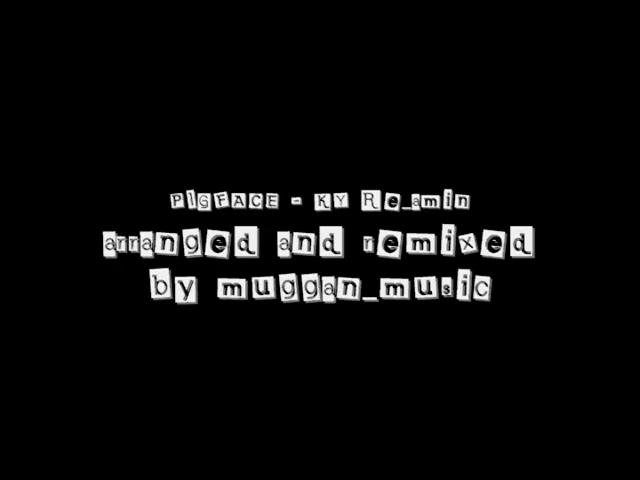 PIGFACE - KY Re_amin
arranged and remixed
by muggan_music